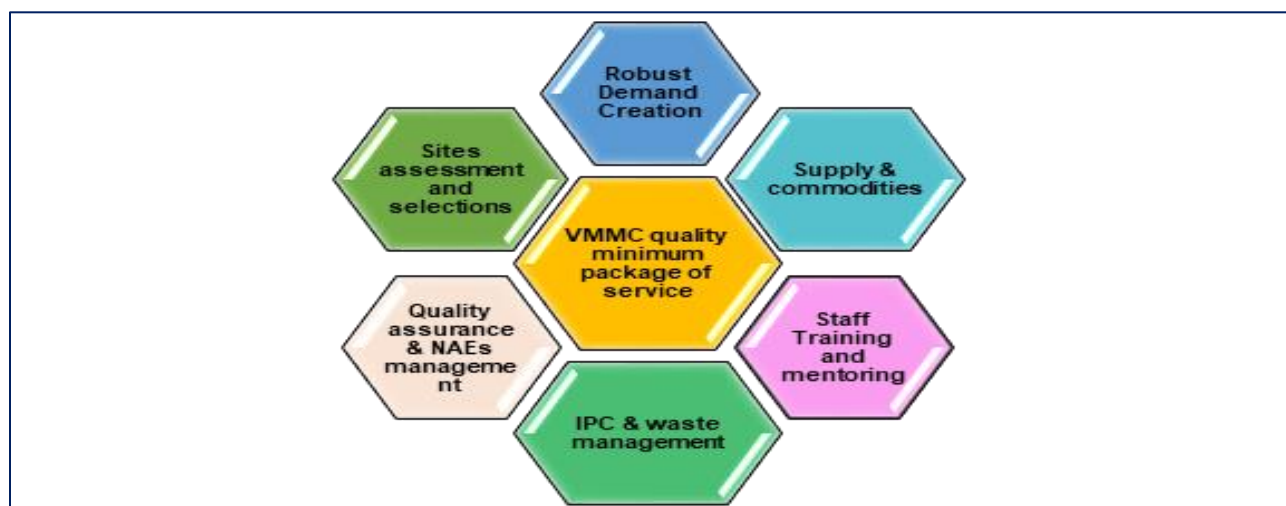 Robust
Demand
Creation
Sites
assessment
and
selections
Supply &
commodities
VMMC quality
minimum
package of
service
Quality
assurance
& NAEs
manageme
nt
Staff
Training
and
mentoring
IPC & waste
management